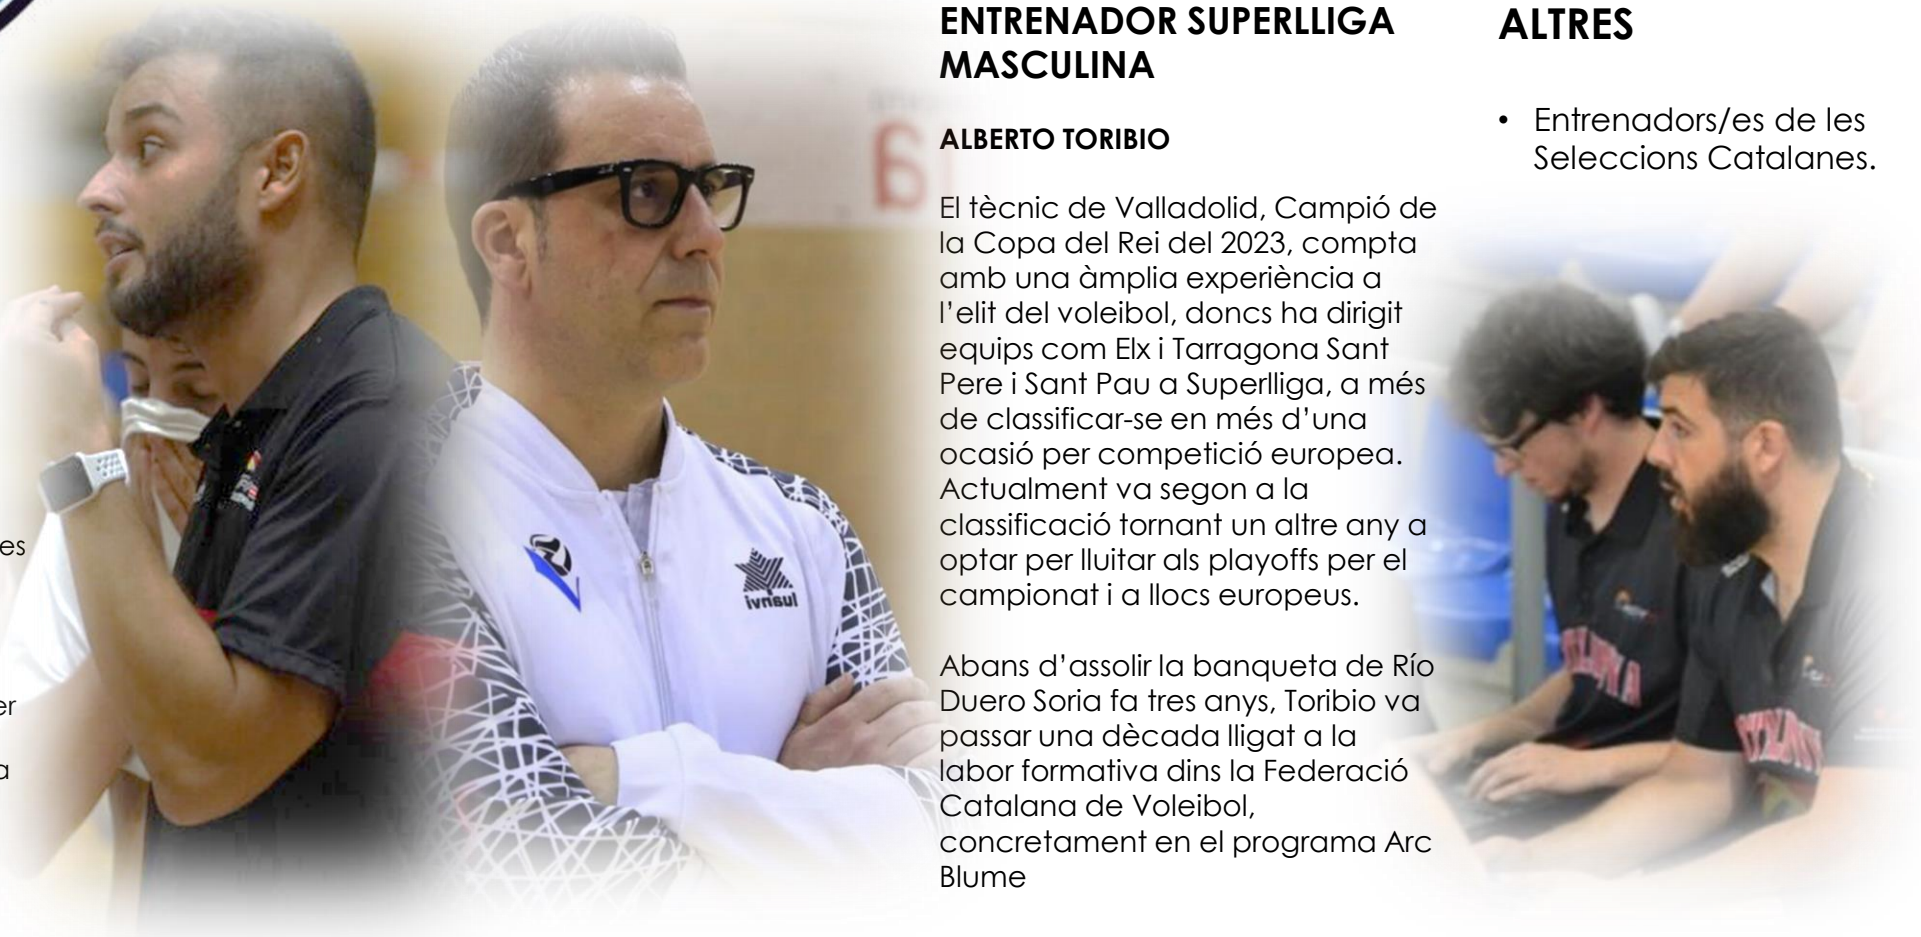 ENTRENADOR SUPERLLIGA
MASCULINA
ALBERTO TORIBIO
El tècnic de Valladolid, Campió de
la Copa del Rei del 2023, compta
amb una àmplia experiència a
l’elit del voleibol, doncs ha dirigit
equips com Elx i Tarragona Sant
Pere i Sant Pau a Superlliga, a més
de classificar-se en més d’una
ocasió per competició europea.
Actualment va segon a la
classificació tornant un altre any a
optar per lluitar als playoffs per el
campionat i a llocs europeus.
Abans d’assolir la banqueta de Río
Duero Soria fa tres anys, Toribio va
passar una dècada lligat a la
labor formativa dins la Federació
Catalana de Voleibol,
concretament en el programa Arc
Blume
ALTRES
• Entrenadors/es de les
Seleccions Catalanes.
es
er
a
luanvi